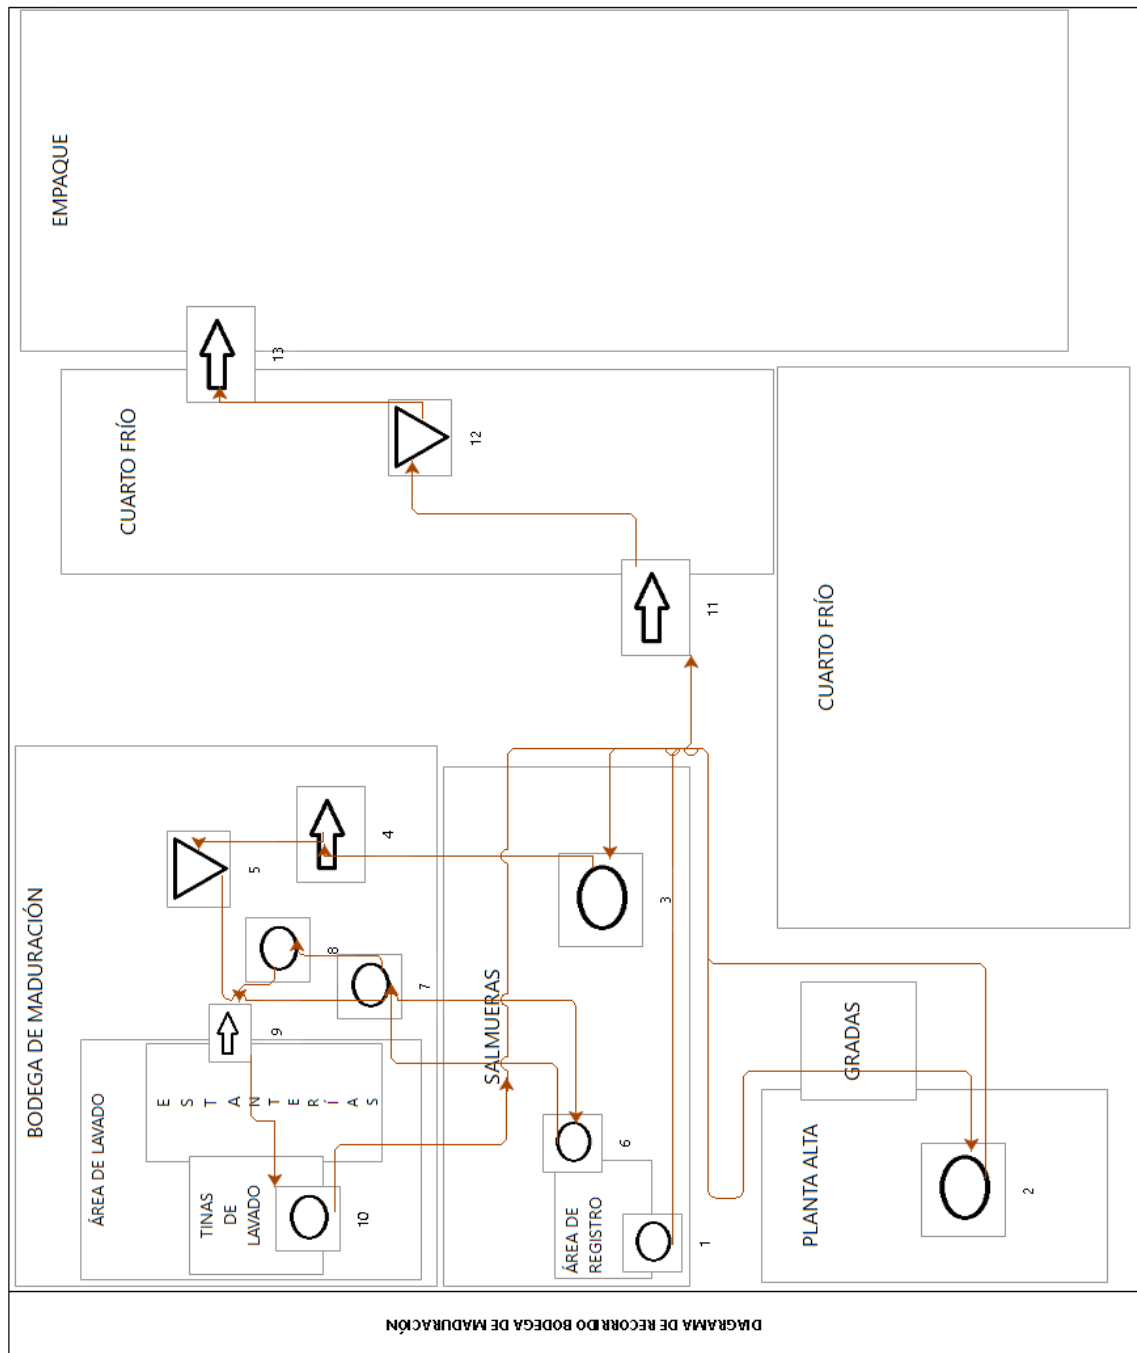 EMPAQUE
13
CUARTO FRÍO
12
11
CUARTO FRÍO
BODEGA DE MADURACIÓN
4
5
8
7
9
ÁREA DE LAVADO
E S T A N T E R Í A S
TINAS
DE
LAVADO
10
SALMUERAS
3
6
ÁREA DE
REGISTRO
1
GRADAS
PLANTA ALTA
2
DIAGRAMA DE RECORRIDO BODEGA DE MADURACIÓN